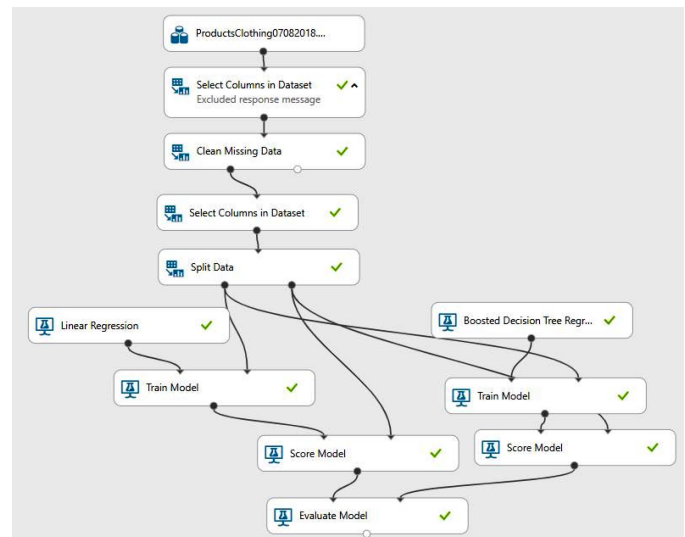 ProductsClothing07082018....
Select Columns in Dataset
Excluded response message
Clean Missing Data
Select Columns in Dataset
Split Data
Linear Regression
Boosted Decision Tree Regr...
Train Model
Train Model
Score Model
Score Model
Evaluate Model